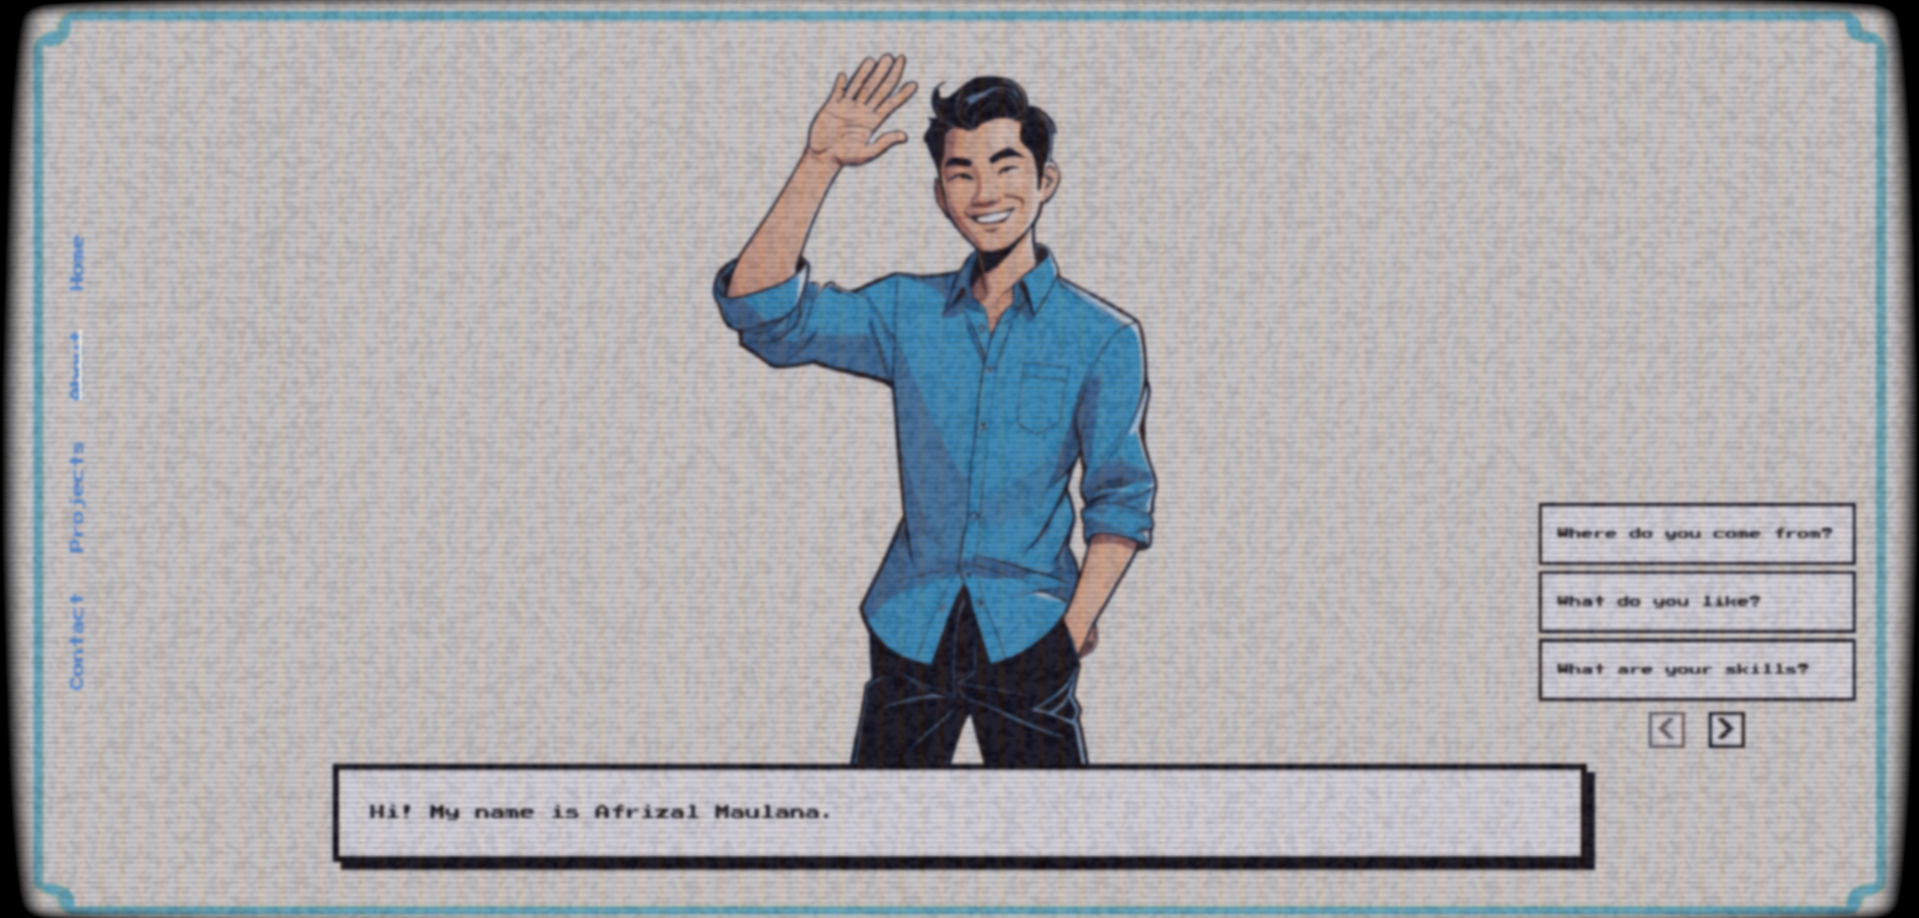 Home
About
Projects
Contact
Where do you come from?
What do you like?
What are your skills?
Hi! My name is Afrizal Maulana.